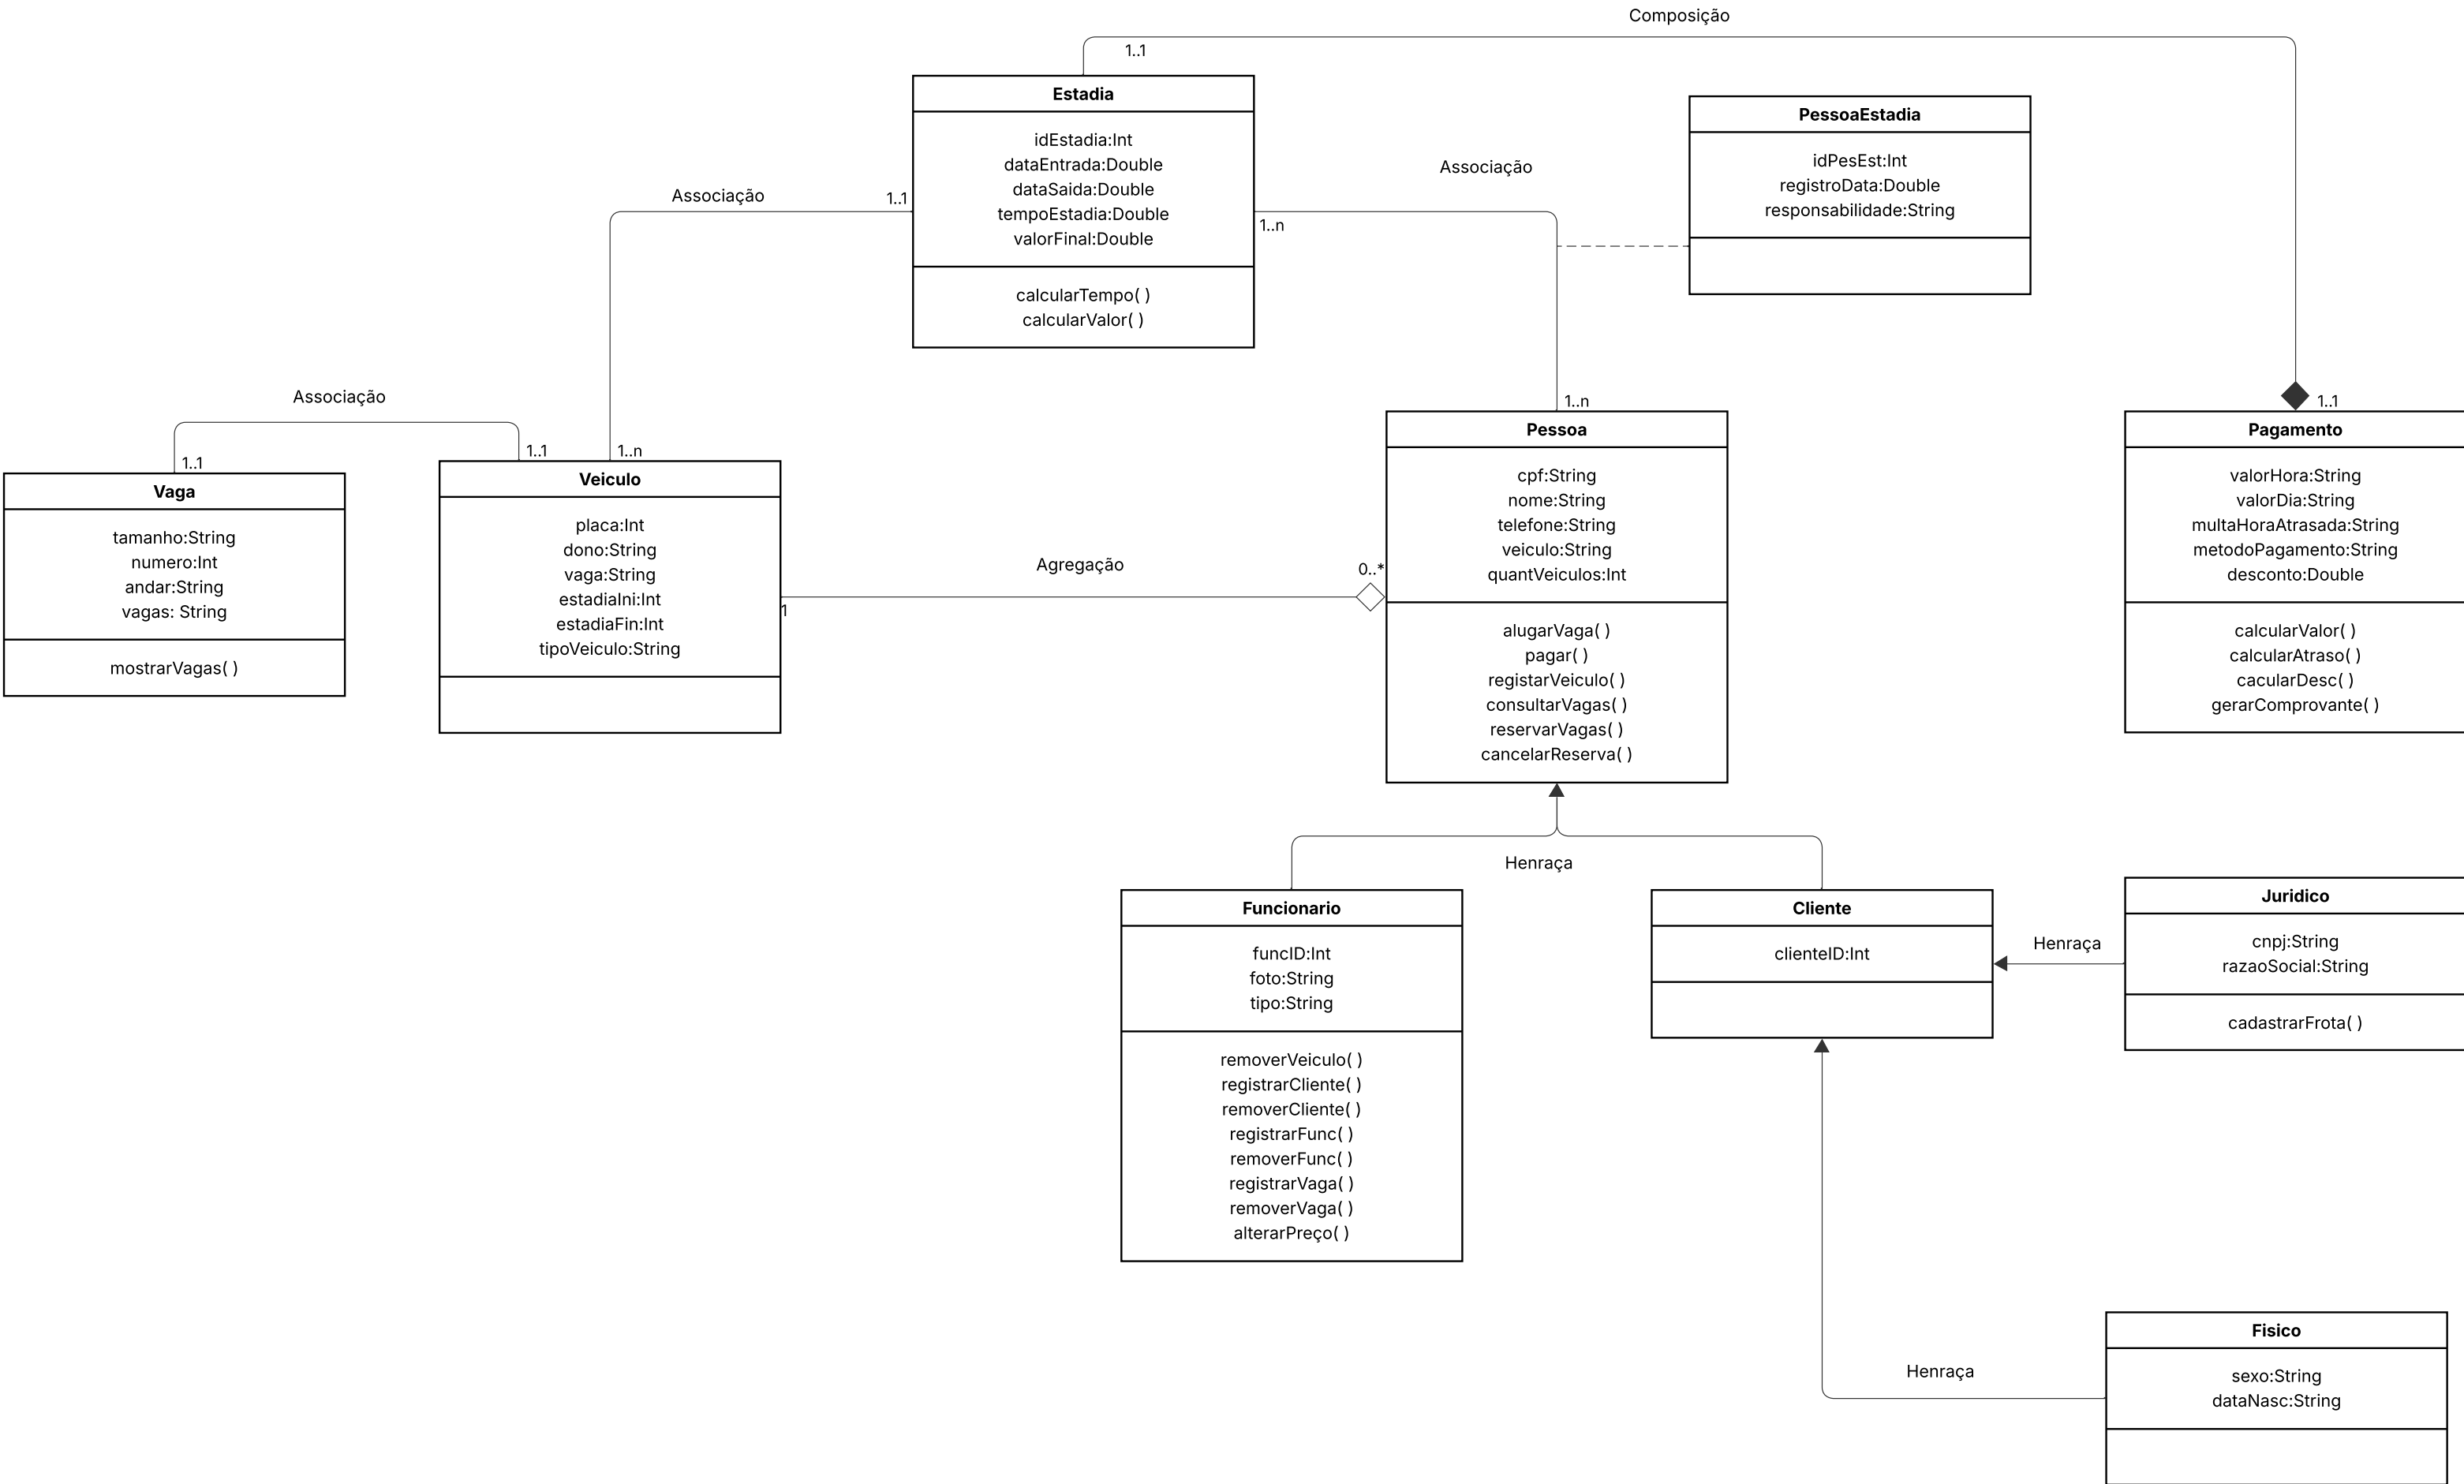 Composição
1..1
Estadia
idEstadia:Int
dataEntrada:Double
dataSaida:Double
tempoEstadia:Double
valorFinal:Double
calcularTempo( )
calcularValor( )
PessoaEstadia
idPesEst:Int
registroData:Double
responsabilidade:String
Associação
1..1
Associação
1..n
Associação
1..1
1..1
1..n
1..n
1..1
Vaga
tamanho:String
numero:Int
andar:String
vagas: String
mostrarVagas( )
Veiculo
placa:Int
dono:String
vaga:String
estadiaIni:Int
estadiaFin:Int
tipoVeiculo:String
Agregação
1
0..*
Pessoa
cpf:String
nome:String
telefone:String
veiculo:String
quantVeiculos:Int
alugarVaga( )
pagar( )
registarVeiculo( )
consultarVagas( )
reservarVagas( )
cancelarReserva( )
Pagamento
valorHora:String
valorDia:String
multaHoraAtrasada:String
metodoPagamento:String
desconto:Double
calcularValor( )
calcularAtraso( )
cacularDesc( )
gerarComprovante( )
Henraça
Funcionario
funcID:Int
foto:String
tipo:String
removerVeiculo( )
registrarCliente( )
removerCliente( )
registrarFunc( )
removerFunc( )
registrarVaga( )
removerVaga( )
alterarPreço( )
Cliente
clienteID:Int
Henraça
Juridico
cnpj:String
razaoSocial:String
cadastrarFrota( )
Henraça
Fisico
sexo:String
dataNasc:String